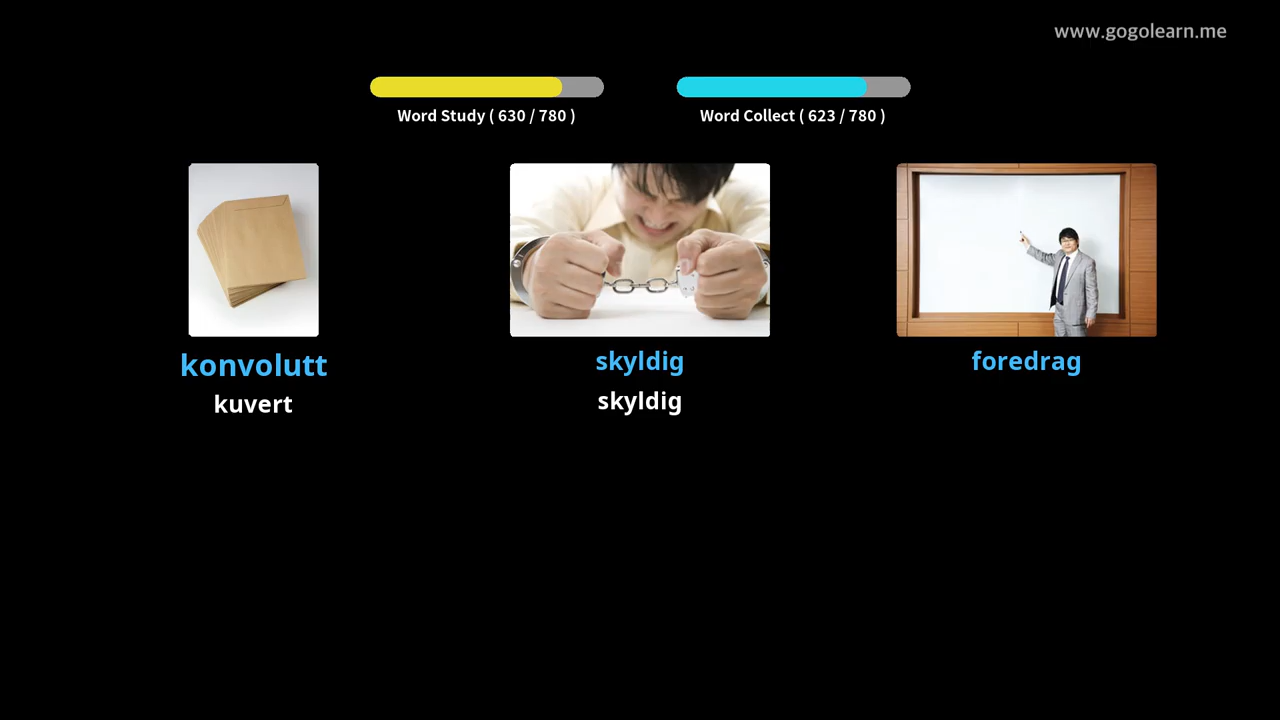 www.gogolearn.me
Word Study ( 630 / 780 )
Word Collect ( 623 / 780 )
konvolutt
kuvert
skyldig
skyldig
foredrag